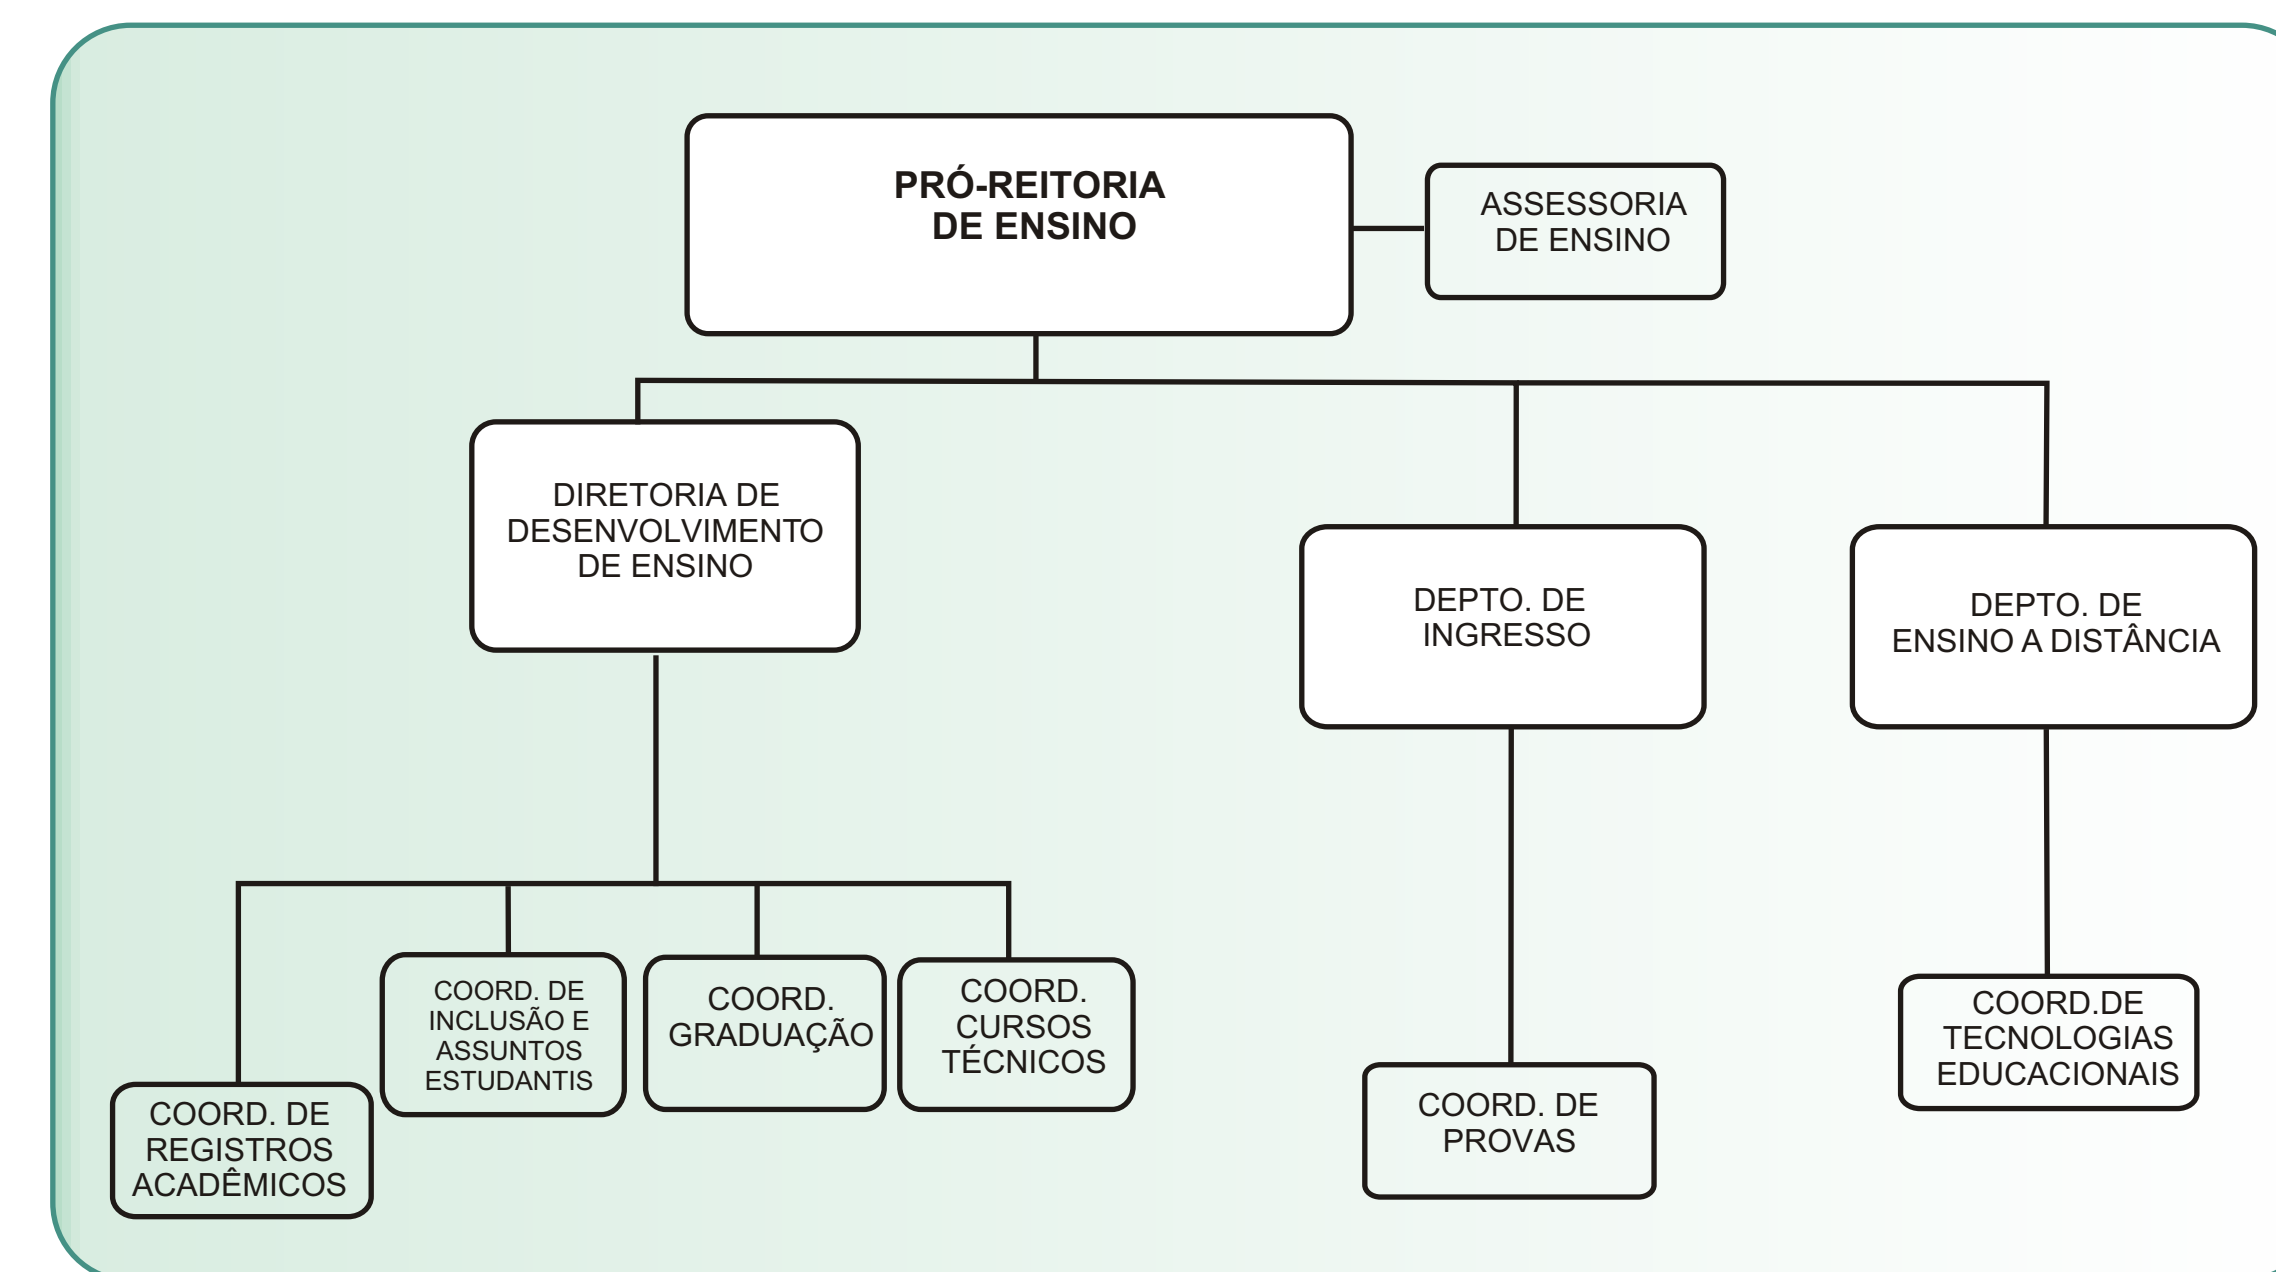 PRÓ-REITORIA
DE ENSINO
ASSESSORIA
DE ENSINO
DIRETORIA DE
DESENVOLVIMENTO
DE ENSINO
DEPTO. DE
INGRESSO
DEPTO. DE
ENSINO A DISTÂNCIA
COORD. DE
REGISTROS
ACADÊMICOS
COORD. DE
INCLUSÃO E
ASSUNTOS
ESTUDANTIS
COORD.
GRADUAÇÃO
COORD.
CURSOS
TÉCNICOS
COORD. DE
PROVAS
COORD.DE
TECNOLOGIAS
EDUCACIONAIS